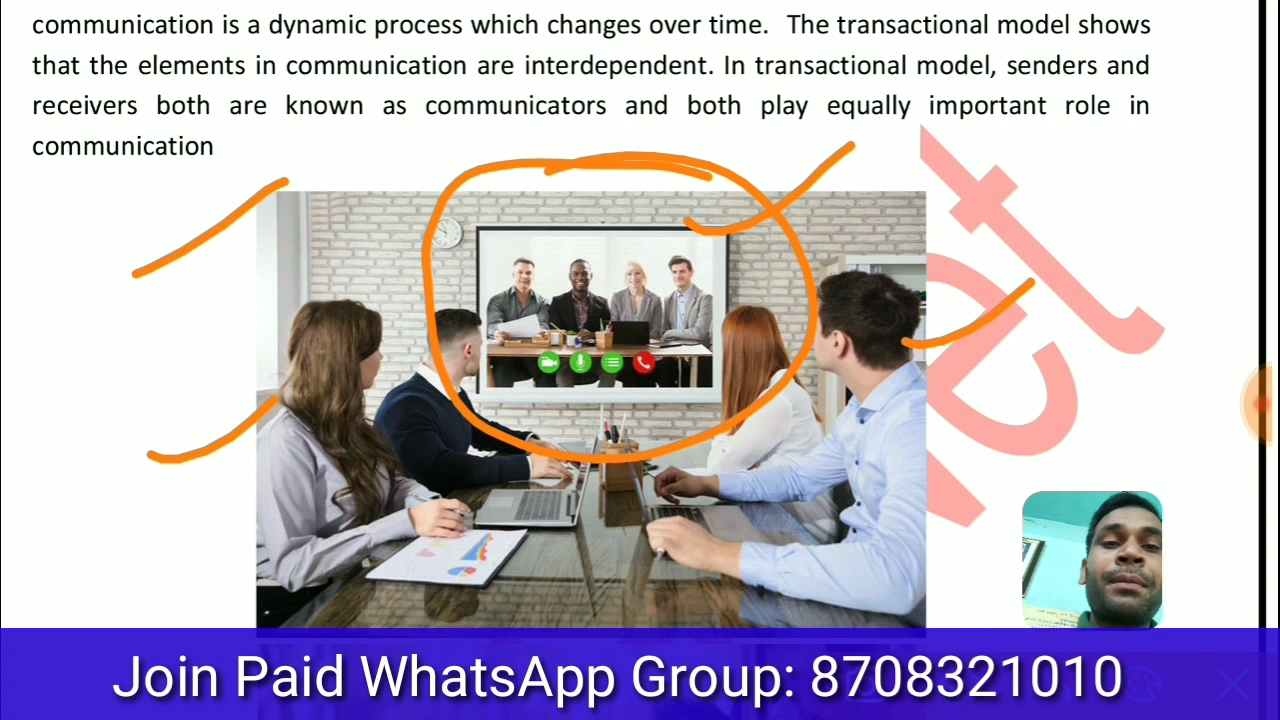 communication is a dynamic process which changes over time. The transactional model shows
that the elements in communication are interdependent. In transactional model, senders and
receivers both are known as communicators and both play equally important role in
communication
Join Paid WhatsApp Group: 8708321010